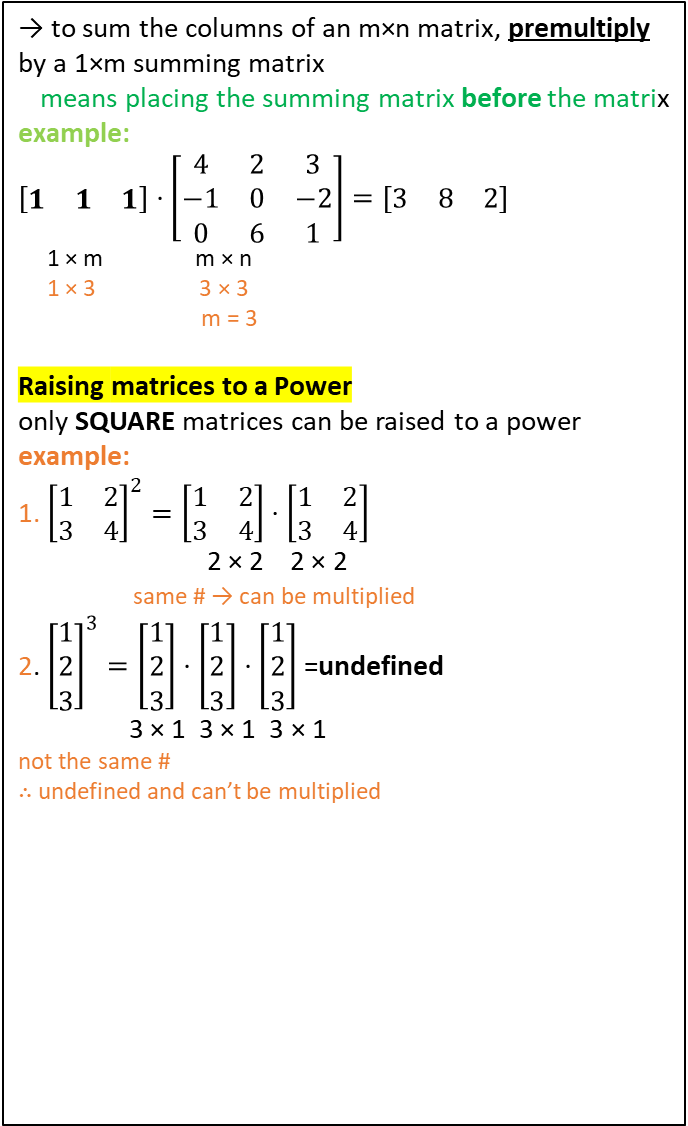 → to sum the columns of an m×n matrix, premultiply
by a 1×m summing matrix
means placing the summing matrix before the matrix
example:
[1 1 1] · [4 2 3
−1 0 −2
0 6 1] = [3 8 2]
1 × m m × n
1 × 3 3 × 3
m = 3
Raising matrices to a Power
only SQUARE matrices can be raised to a power
example:
1. [1 2
3 4]² = [1 2
3 4] · [1 2
3 4]
2 × 2 2 × 2
same # → can be multiplied
2. [1
2
3]³ = [1
2
3] · [1
2
3] · [1
2
3] =undefined
3 × 1 3 × 1 3 × 1
not the same #
∴ undefined and can’t be multiplied